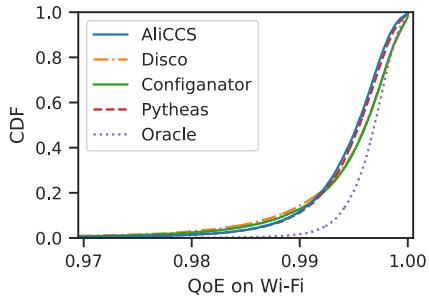 1.0
0.8
0.6
0.4
0.2
0.0
CDF
AliCCS
Disco
Configanator
Pytheas
Oracle
0.97 0.98 0.99 1.00
QoE on Wi-Fi